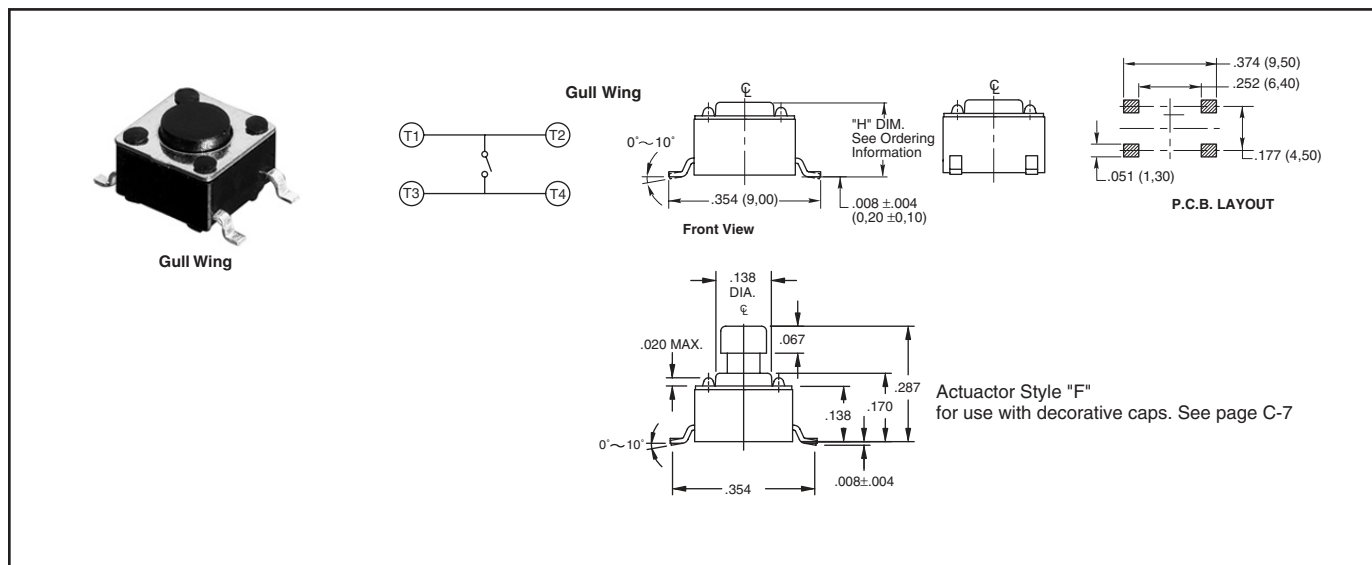 Gull Wing
T1
T2
T3
T4
Gull Wing
0°~10°
℄
"H" DIM.
See Ordering
Information
.354 (9,00)
.008 ±.004
(0,20 ±0,10)
Front View
℄
.374 (9,50)
.252 (6,40)
.177 (4,50)
.051 (1,30)
P.C.B. LAYOUT
.138
DIA.
℄
.020 MAX.
.067
.287
.170
.138
0°~10°
.008±.004
.354
Actuactor Style "F"
for use with decorative caps. See page C-7